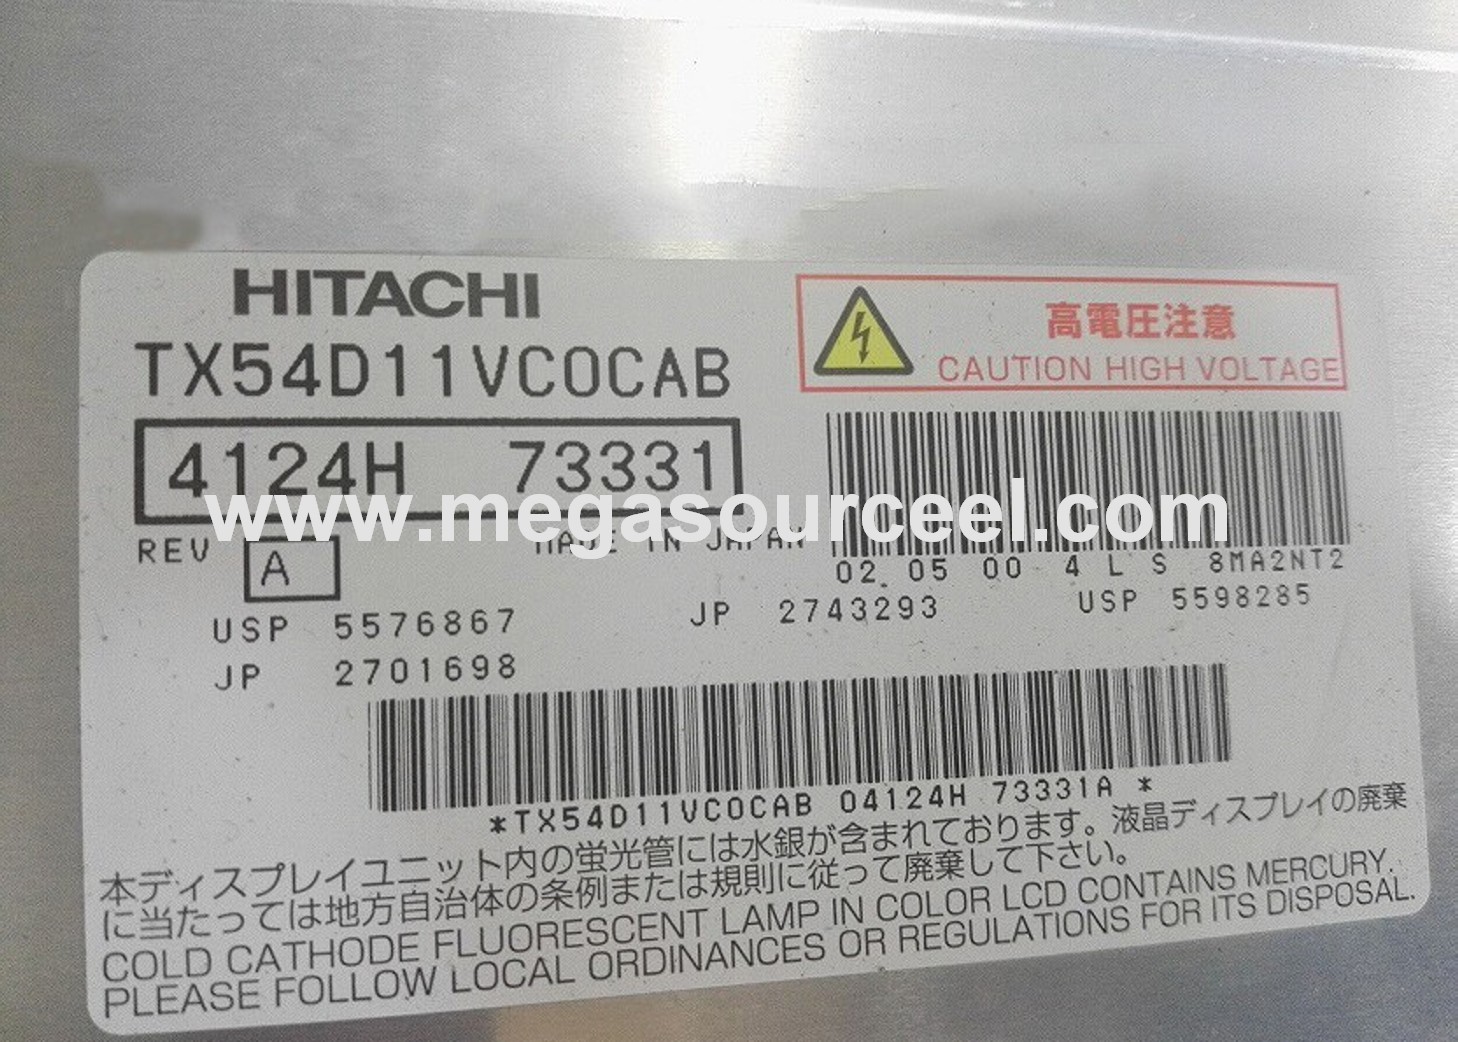 HITACHI
TX54D11VC0CAB
高電圧注意
CAUTION HIGH VOLTAGE
4124H 73331
www.megasourceel.com
REV A
MADE IN JAPAN
02.05 00 4 L S 8MA2NT2
USP 5576867 JP 2743293 USP 5598285
JP 2701698
*TX54D11VC0CAB 04124H 73331A *
本ディスプレイユニット内の蛍光管には水銀が含まれております。液晶ディスプレイの廃棄
に当たっては地方自治体の条例または規則に従って廃棄して下さい。
COLD CATHODE FLUORESCENT LAMP IN COLOR LCD CONTAINS MERCURY.
PLEASE FOLLOW LOCAL ORDINANCES OR REGULATIONS FOR ITS DISPOSAL.